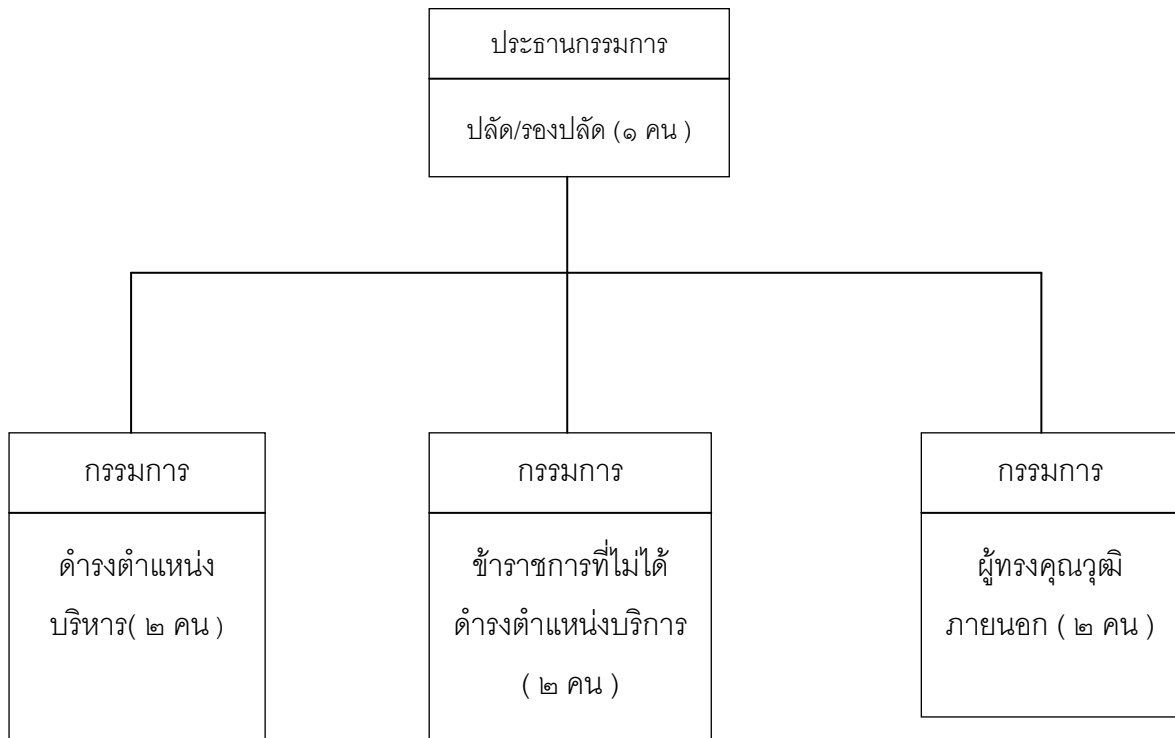 ประธานกรรมการ
ปลัด/รองปลัด (๑ คน )
กรรมการ
ดำรงตำแหน่ง
บริหาร( ๒ คน )
กรรมการ
ข้าราชการที่ไม่ได้
ดำรงตำแหน่งบริการ
( ๒ คน )
กรรมการ
ผู้ทรงคุณวุฒิ
ภายนอก ( ๒ คน )